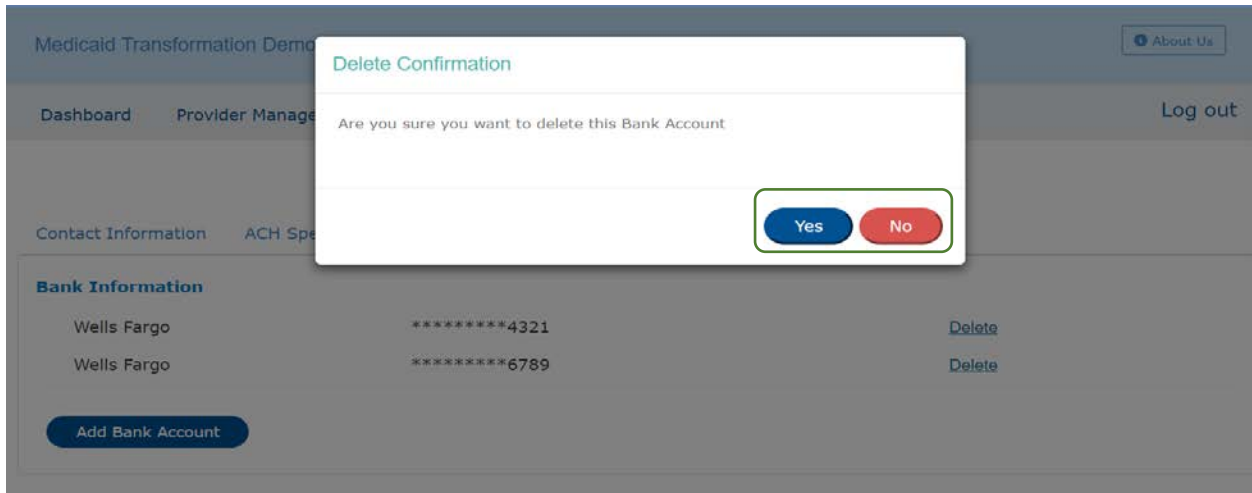 Medicaid Transformation Demo
About Us
Delete Confirmation
Dashboard Provider Manage
Log out
Are you sure you want to delete this Bank Account
Yes No
Contact Information ACH Spe
Bank Information
Wells Fargo *********4321 Delete
Wells Fargo *********6789 Delete
Add Bank Account